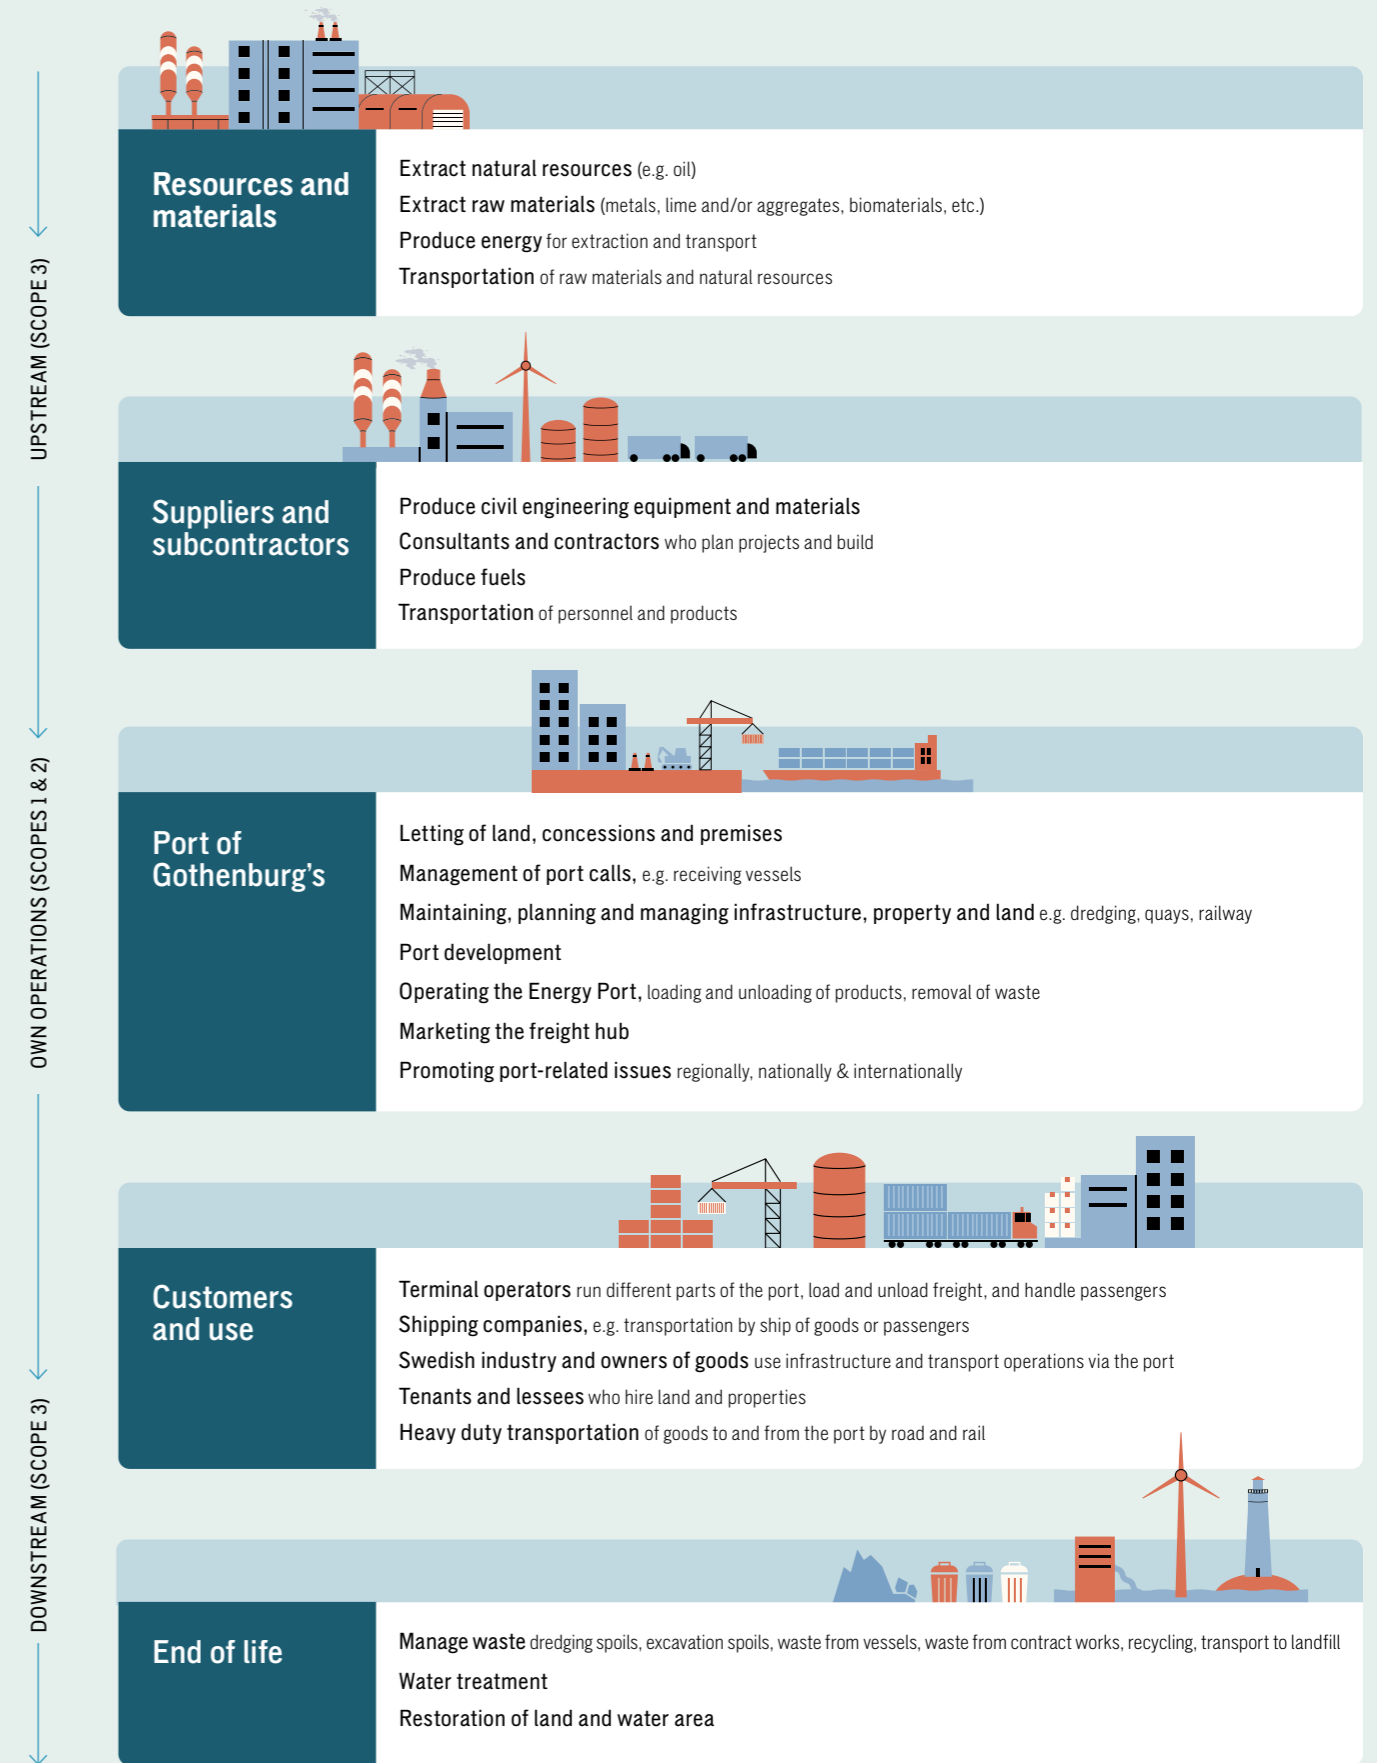 UPSTREAM (SCOPE 3)
Resources and
materials
Extract natural resources (e.g. oil)
Extract raw materials (metals, lime and/or aggregates, biomaterials, etc.)
Produce energy for extraction and transport
Transportation of raw materials and natural resources
Suppliers and
subcontractors
Produce civil engineering equipment and materials
Consultants and contractors who plan projects and build
Produce fuels
Transportation of personnel and products
OWN OPERATIONS (SCOPES 1 & 2)
Port of
Gothenburg’s
Letting of land, concessions and premises
Management of port calls, e.g. receiving vessels
Maintaining, planning and managing infrastructure, property and land e.g. dredging, quays, railway
Port development
Operating the Energy Port, loading and unloading of products, removal of waste
Marketing the freight hub
Promoting port-related issues regionally, nationally & internationally
DOWNSTREAM (SCOPE 3)
Customers
and use
Terminal operators run different parts of the port, load and unload freight, and handle passengers
Shipping companies, e.g. transportation by ship of goods or passengers
Swedish industry and owners of goods use infrastructure and transport operations via the port
Tenants and lessees who hire land and properties
Heavy duty transportation of goods to and from the port by road and rail
End of life
Manage waste dredging spoils, excavation spoils, waste from vessels, waste from contract works, recycling, transport to landfill
Water treatment
Restoration of land and water area